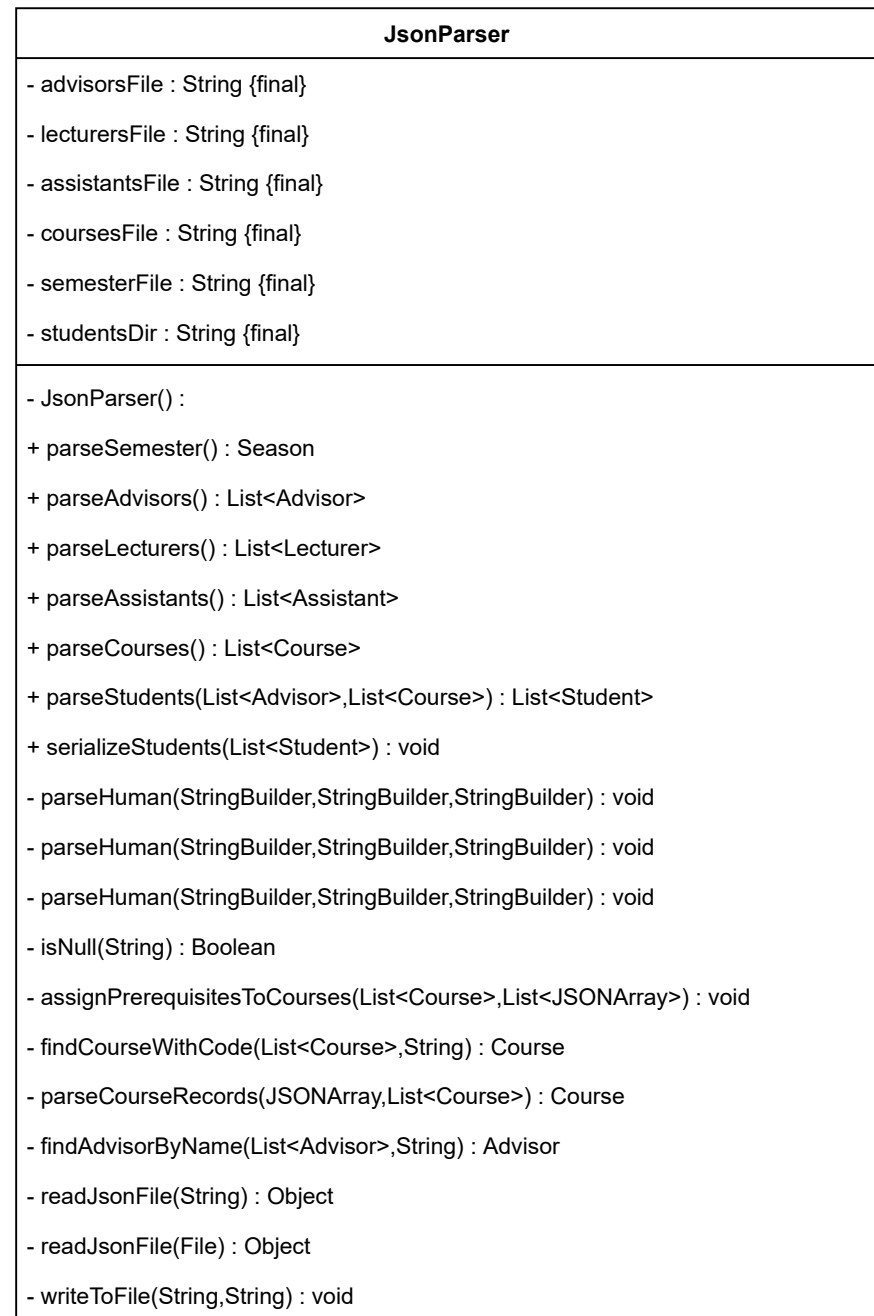 JsonParser
- advisorsFile : String {final}
- lecturersFile : String {final}
- assistantsFile : String {final}
- coursesFile : String {final}
- semesterFile : String {final}
- studentsDir : String {final}
- JsonParser() :
+ parseSemester() : Season
+ parseAdvisors() : List<Advisor>
+ parseLecturers() : List<Lecturer>
+ parseAssistants() : List<Assistant>
+ parseCourses() : List<Course>
+ parseStudents(List<Advisor>,List<Course>) : List<Student>
+ serializeStudents(List<Student>) : void
- parseHuman(StringBuilder,StringBuilder,StringBuilder) : void
- parseHuman(StringBuilder,StringBuilder,StringBuilder) : void
- parseHuman(StringBuilder,StringBuilder,StringBuilder) : void
- isNull(String) : Boolean
- assignPrerequisitesToCourses(List<Course>,List<JSONArray>) : void
- findCourseWithCode(List<Course>,String) : Course
- parseCourseRecords(JSONArray,List<Course>) : Course
- findAdvisorByName(List<Advisor>,String) : Advisor
- readJsonFile(String) : Object
- readJsonFile(File) : Object
- writeToFile(String,String) : void